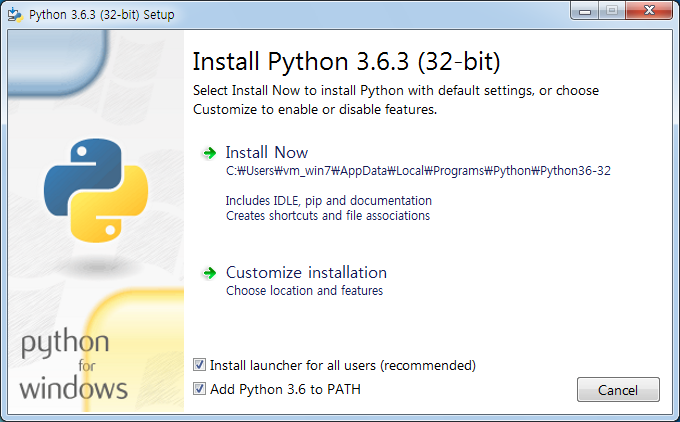 Python 3.6.3 (32-bit) Setup
Install Python 3.6.3 (32-bit)
Select Install Now to install Python with default settings, or choose
Customize to enable or disable features.
Install Now
C:₩Users₩vm_win7₩AppData₩Local₩Programs₩Python₩Python36-32
Includes IDLE, pip and documentation
Creates shortcuts and file associations
Customize installation
Choose location and features
python
for
windows
Install launcher for all users (recommended)
Add Python 3.6 to PATH
Cancel